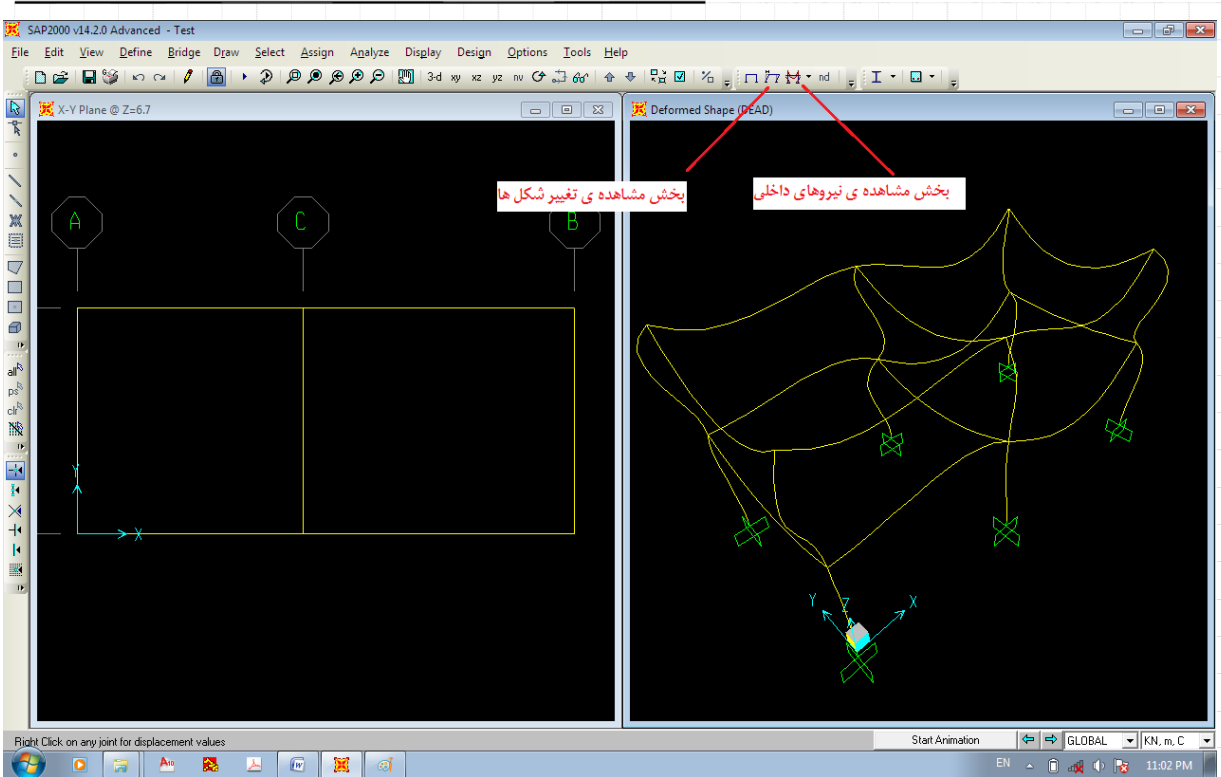 SAP2000 v14.2.0 Advanced - Test
File Edit View Define Bridge Draw Select Assign Analyze Display Design Options Tools Help
3-d xy xz yz nv nd
X-Y Plane @ Z=6.7
Deformed Shape (DEAD)
بخش مشاهده ی تغییر شکل ها
بخش مشاهده ی نیروهای داخلی
A C B
Y
X
Y Z X
all
ps
clr
Right Click on any joint for displacement values
Start Animation
GLOBAL
KN, m, C
EN
11:02 PM